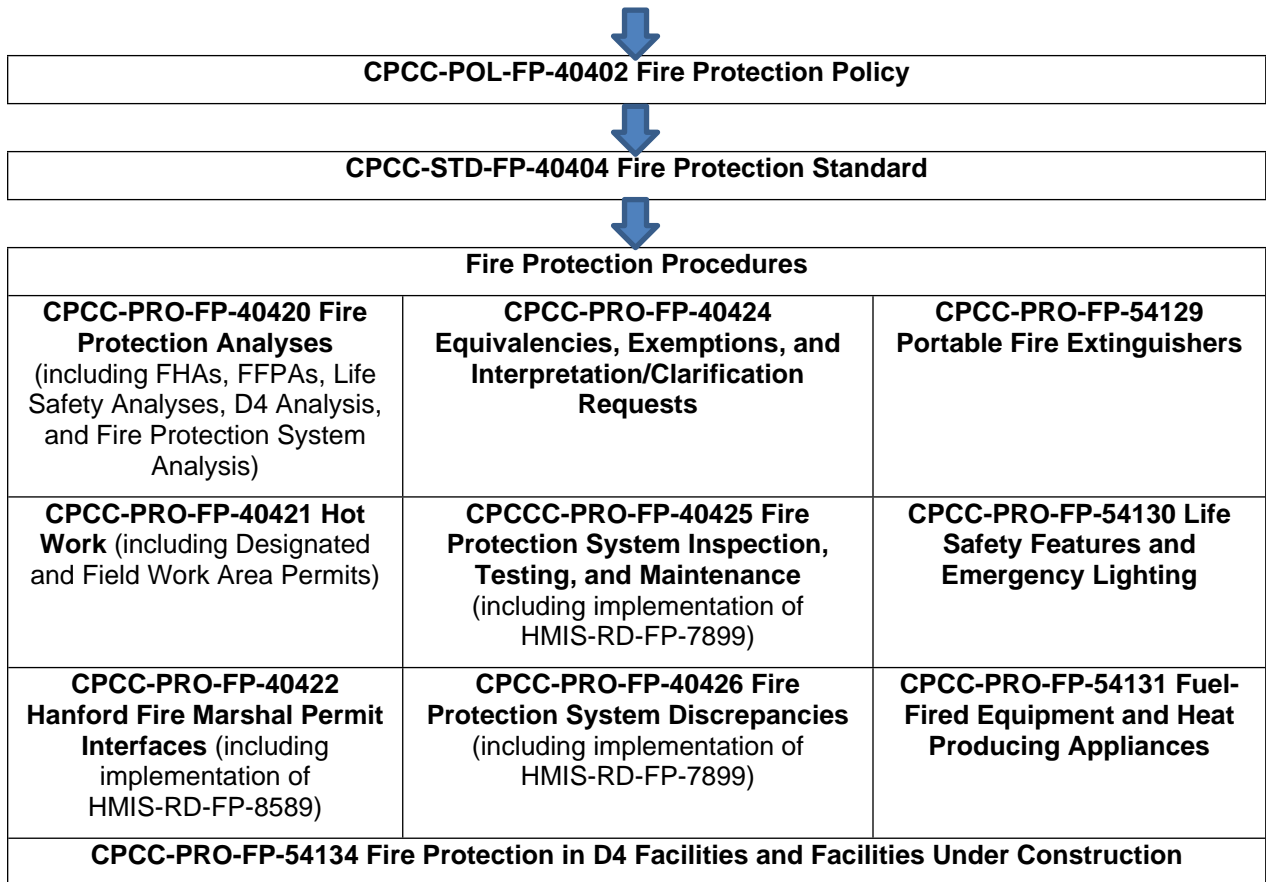 CPCC-POL-FP-40402 Fire Protection Policy
CPCC-STD-FP-40404 Fire Protection Standard
Fire Protection Procedures
CPCC-PRO-FP-40420 Fire
Protection Analyses
(including FHAs, FFPAs, Life
Safety Analyses, D4 Analysis,
and Fire Protection System
Analysis)
CPCC-PRO-FP-40424
Equivalencies, Exemptions, and
Interpretation/Clarification
Requests
CPCC-PRO-FP-54129
Portable Fire Extinguishers
CPCC-PRO-FP-40421 Hot
Work (including Designated
and Field Work Area Permits)
CPCCC-PRO-FP-40425 Fire
Protection System Inspection,
Testing, and Maintenance
(including implementation of
HMIS-RD-FP-7899)
CPCC-PRO-FP-54130 Life
Safety Features and
Emergency Lighting
CPCC-PRO-FP-40422
Hanford Fire Marshal Permit
Interfaces (including
implementation of
HMIS-RD-FP-8589)
CPCC-PRO-FP-40426 Fire
Protection System Discrepancies
(including implementation of
HMIS-RD-FP-7899)
CPCC-PRO-FP-54131 Fuel-
Fired Equipment and Heat
Producing Appliances
CPCC-PRO-FP-54134 Fire Protection in D4 Facilities and Facilities Under Construction